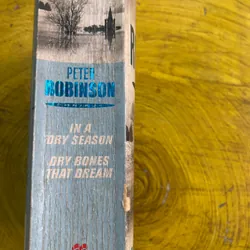 PETER
ROBINSON
IN A
DRY SEASON
DRY BONES
THAT DREAM